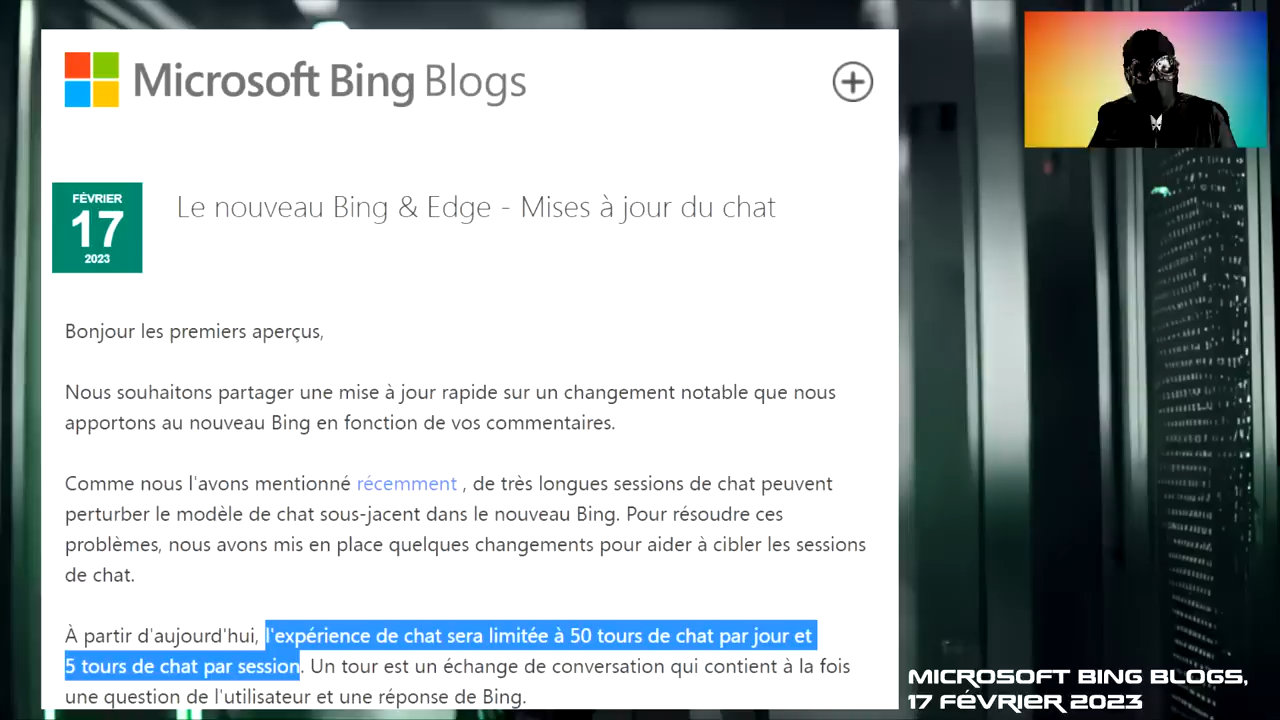 Microsoft Bing Blogs
FÉVRIER
17
2023
Le nouveau Bing & Edge - Mises à jour du chat
Bonjour les premiers aperçus,
Nous souhaitons partager une mise à jour rapide sur un changement notable que nous
apportons au nouveau Bing en fonction de vos commentaires.
Comme nous l'avons mentionné récemment , de très longues sessions de chat peuvent
perturber le modèle de chat sous-jacent dans le nouveau Bing. Pour résoudre ces
problèmes, nous avons mis en place quelques changements pour aider à cibler les sessions
de chat.
À partir d'aujourd'hui, l'expérience de chat sera limitée à 50 tours de chat par jour et
5 tours de chat par session. Un tour est un échange de conversation qui contient à la fois
une question de l'utilisateur et une réponse de Bing.
MICROSOFT BING BLOGS,
17 FÉVRIER 2023